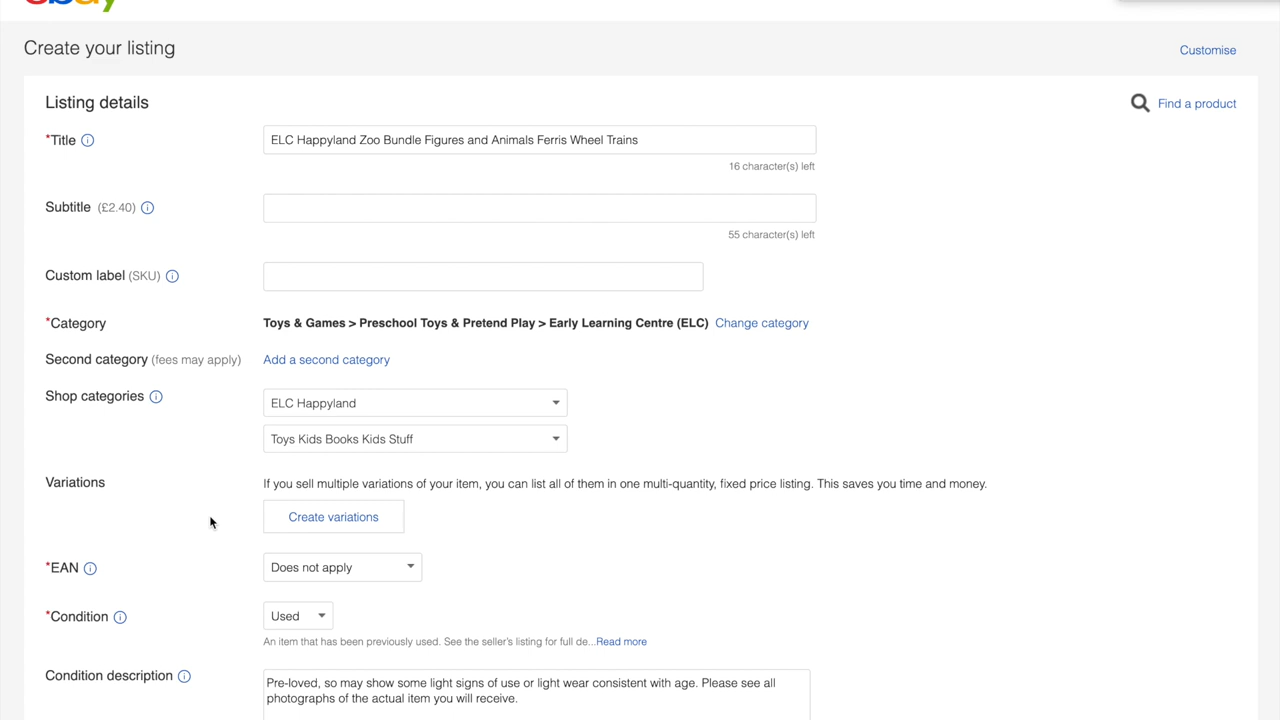 ebay
Create your listing
Customise
Listing details
Find a product
*Title
ELC Happyland Zoo Bundle Figures and Animals Ferris Wheel Trains
16 character(s) left
Subtitle (£2.40)
55 character(s) left
Custom label (SKU)
*Category
Toys & Games > Preschool Toys & Pretend Play > Early Learning Centre (ELC) Change category
Second category (fees may apply)
Add a second category
Shop categories
ELC Happyland
Toys Kids Books Kids Stuff
Variations
If you sell multiple variations of your item, you can list all of them in one multi-quantity, fixed price listing. This saves you time and money.
Create variations
*EAN
Does not apply
*Condition
Used
An item that has been previously used. See the seller's listing for full de...Read more
Condition description
Pre-loved, so may show some light signs of use or light wear consistent with age. Please see all
photographs of the actual item you will receive.